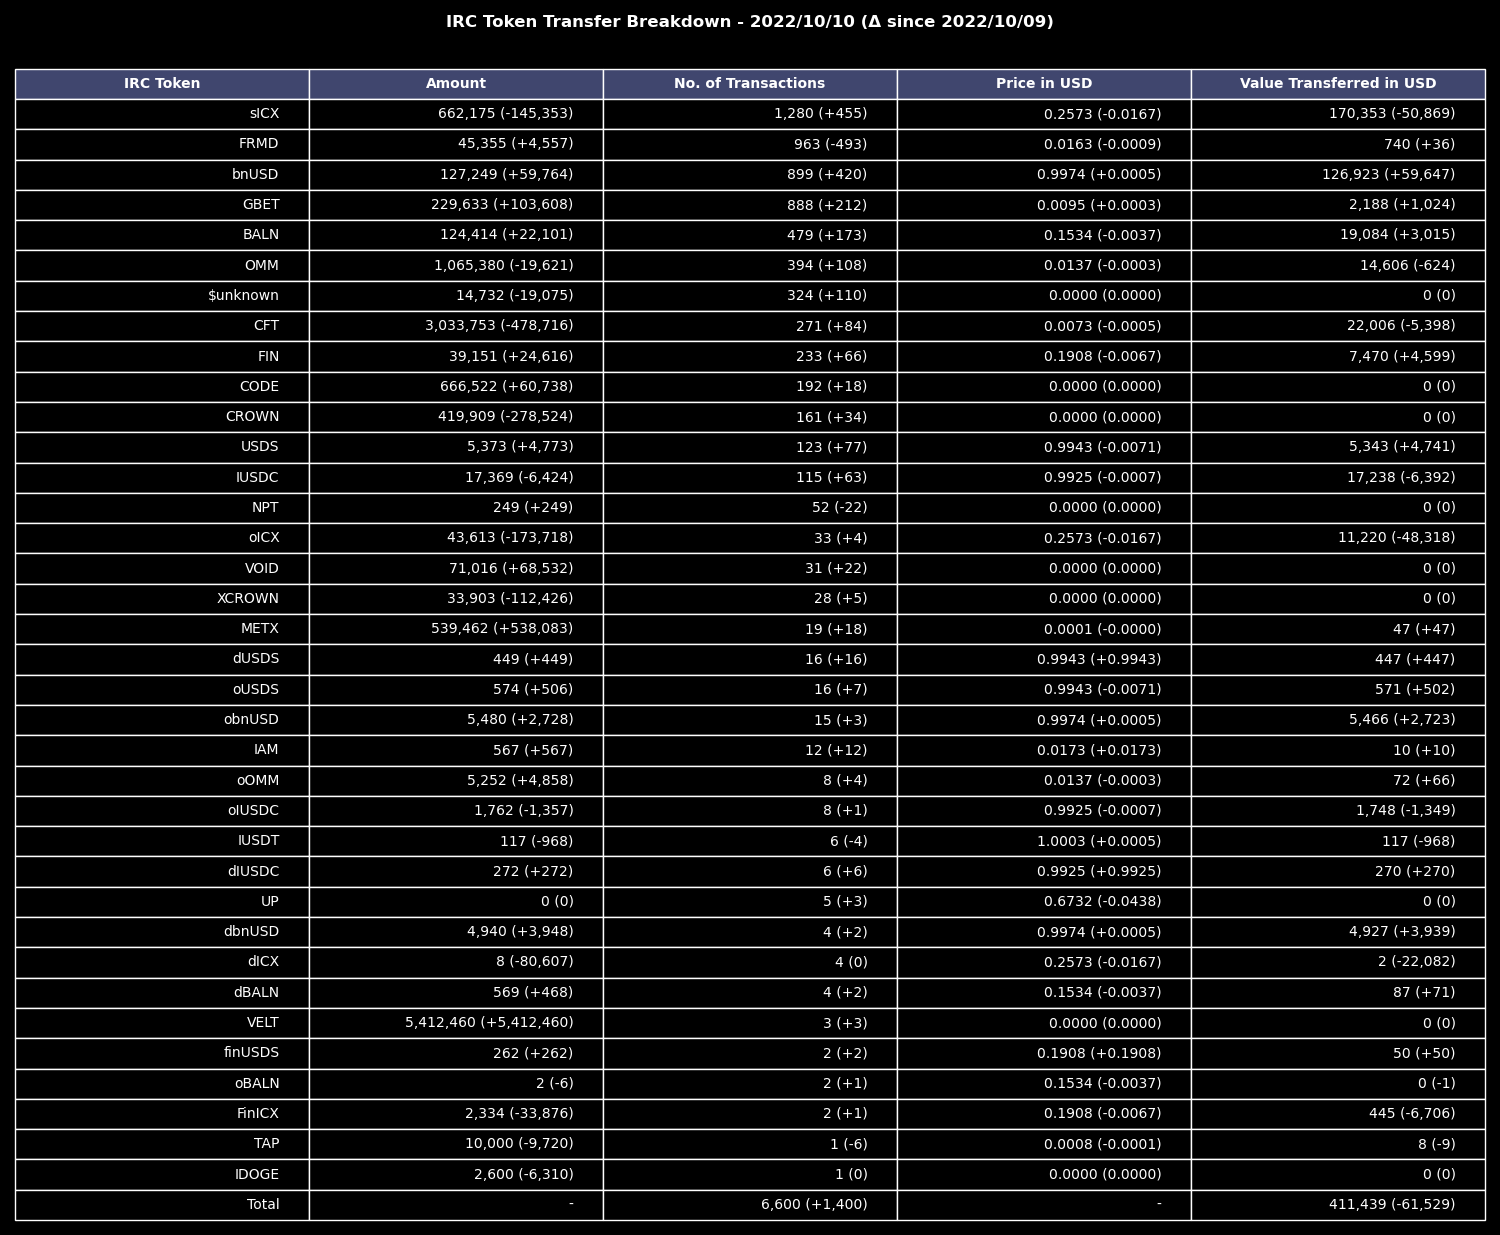 IRC Token Transfer Breakdown - 2022/10/10 (Δ since 2022/10/09)
IRC Token Amount No. of Transactions Price in USD Value Transferred in USD
sICX 662,175 (-145,353) 1,280 (+455) 0.2573 (-0.0167) 170,353 (-50,869)
FRMD 45,355 (+4,557) 963 (-493) 0.0163 (-0.0009) 740 (+36)
bnUSD 127,249 (+59,764) 899 (+420) 0.9974 (+0.0005) 126,923 (+59,647)
GBET 229,633 (+103,608) 888 (+212) 0.0095 (+0.0003) 2,188 (+1,024)
BALN 124,414 (+22,101) 479 (+173) 0.1534 (-0.0037) 19,084 (+3,015)
OMM 1,065,380 (-19,621) 394 (+108) 0.0137 (-0.0003) 14,606 (-624)
$unknown 14,732 (-19,075) 324 (+110) 0.0000 (0.0000) 0 (0)
CFT 3,033,753 (-478,716) 271 (+84) 0.0073 (-0.0005) 22,006 (-5,398)
FIN 39,151 (+24,616) 233 (+66) 0.1908 (-0.0067) 7,470 (+4,599)
CODE 666,522 (+60,738) 192 (+18) 0.0000 (0.0000) 0 (0)
CROWN 419,909 (-278,524) 161 (+34) 0.0000 (0.0000) 0 (0)
USDS 5,373 (+4,773) 123 (+77) 0.9943 (-0.0071) 5,343 (+4,741)
IUSDC 17,369 (-6,424) 115 (+63) 0.9925 (-0.0007) 17,238 (-6,392)
NPT 249 (+249) 52 (-22) 0.0000 (0.0000) 0 (0)
oICX 43,613 (-173,718) 33 (+4) 0.2573 (-0.0167) 11,220 (-48,318)
VOID 71,016 (+68,532) 31 (+22) 0.0000 (0.0000) 0 (0)
XCROWN 33,903 (-112,426) 28 (+5) 0.0000 (0.0000) 0 (0)
METX 539,462 (+538,083) 19 (+18) 0.0001 (-0.0000) 47 (+47)
dUSDS 449 (+449) 16 (+16) 0.9943 (+0.9943) 447 (+447)
oUSDS 574 (+506) 16 (+7) 0.9943 (-0.0071) 571 (+502)
obnUSD 5,480 (+2,728) 15 (+3) 0.9974 (+0.0005) 5,466 (+2,723)
IAM 567 (+567) 12 (+12) 0.0173 (+0.0173) 10 (+10)
oOMM 5,252 (+4,858) 8 (+4) 0.0137 (-0.0003) 72 (+66)
oIUSDC 1,762 (-1,357) 8 (+1) 0.9925 (-0.0007) 1,748 (-1,349)
IUSDT 117 (-968) 6 (-4) 1.0003 (+0.0005) 117 (-968)
dIUSDC 272 (+272) 6 (+6) 0.9925 (+0.9925) 270 (+270)
UP 0 (0) 5 (+3) 0.6732 (-0.0438) 0 (0)
dbnUSD 4,940 (+3,948) 4 (+2) 0.9974 (+0.0005) 4,927 (+3,939)
dICX 8 (-80,607) 4 (0) 0.2573 (-0.0167) 2 (-22,082)
dBALN 569 (+468) 4 (+2) 0.1534 (-0.0037) 87 (+71)
VELT 5,412,460 (+5,412,460) 3 (+3) 0.0000 (0.0000) 0 (0)
finUSDS 262 (+262) 2 (+2) 0.1908 (+0.1908) 50 (+50)
oBALN 2 (-6) 2 (+1) 0.1534 (-0.0037) 0 (-1)
FinICX 2,334 (-33,876) 2 (+1) 0.1908 (-0.0067) 445 (-6,706)
TAP 10,000 (-9,720) 1 (-6) 0.0008 (-0.0001) 8 (-9)
IDOGE 2,600 (-6,310) 1 (0) 0.0000 (0.0000) 0 (0)
Total - 6,600 (+1,400) - 411,439 (-61,529)